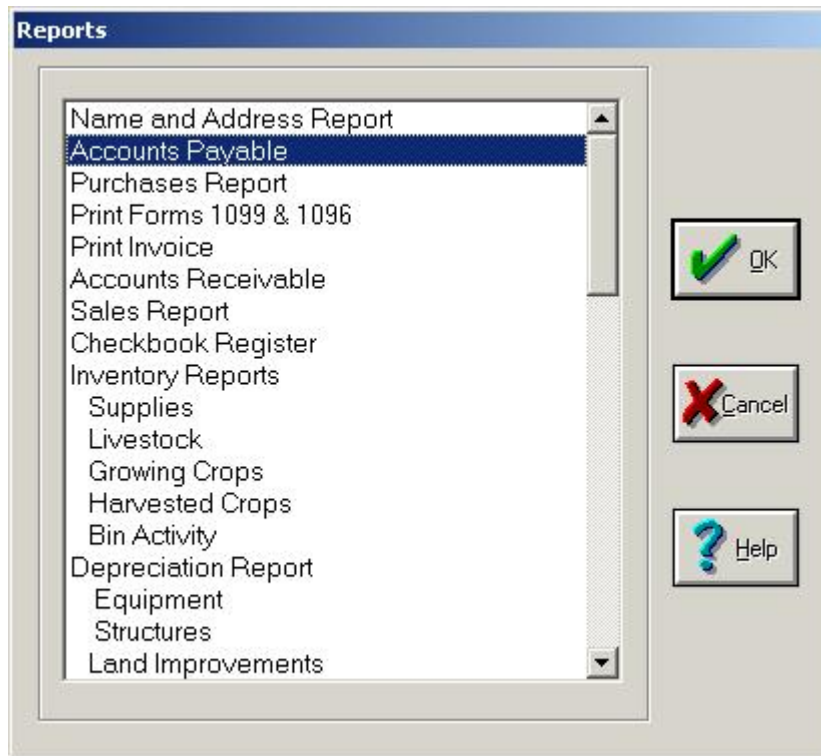 Reports
Name and Address Report
Accounts Payable
Purchases Report
Print Forms 1099 & 1096
Print Invoice
Accounts Receivable
Sales Report
Checkbook Register
Inventory Reports
Supplies
Livestock
Growing Crops
Harvested Crops
Bin Activity
Depreciation Report
Equipment
Structures
Land Improvements
OK
Cancel
Help